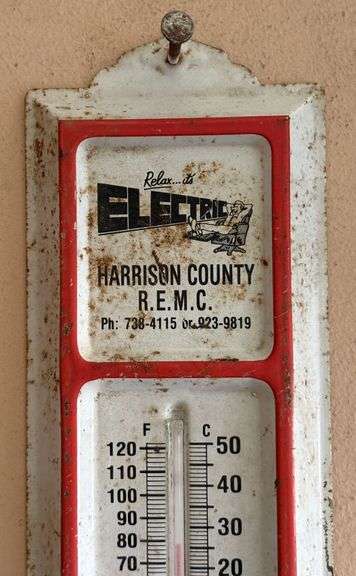 Relax...it's
ELECTRIC
HARRISON COUNTY
R.E.M.C.
Ph: 738-4115 or 923-9819
F C
120 50
110
100 40
90
80 30
70
20